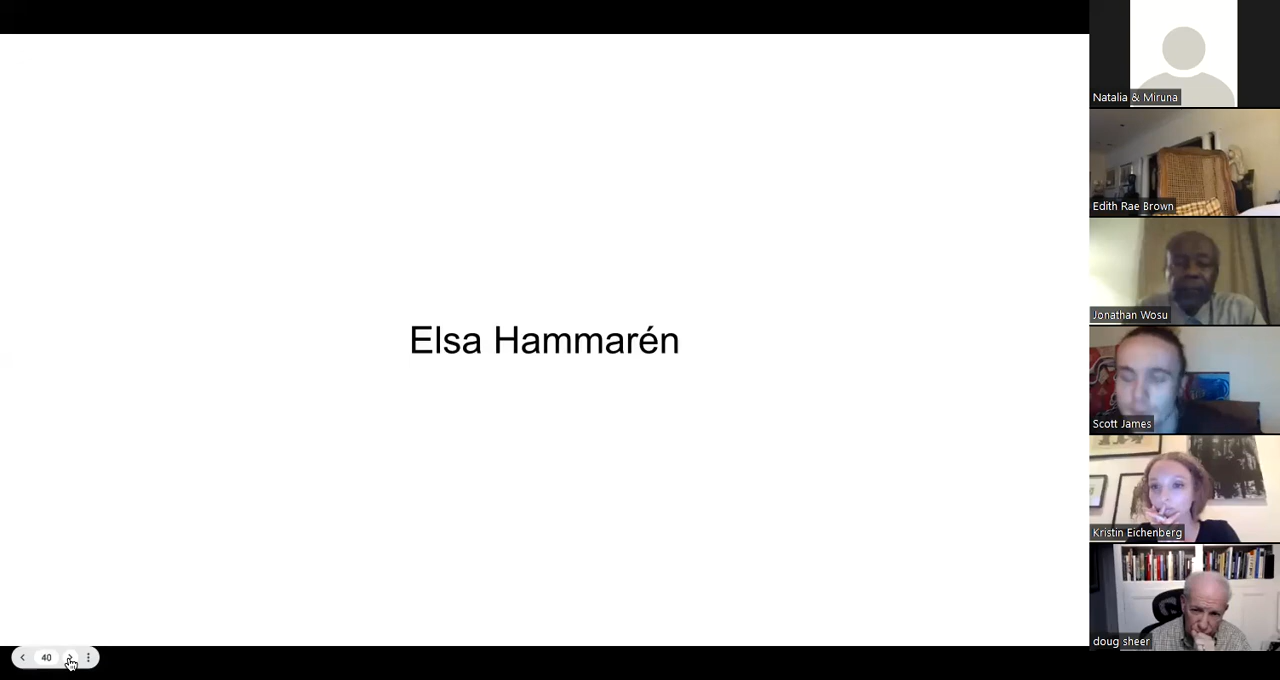 Elsa Hammarén
Natalia & Miruna
Edith Rae Brown
Jonathan Wosu
Scott James
Kristin Eichenberg
doug sheer
40